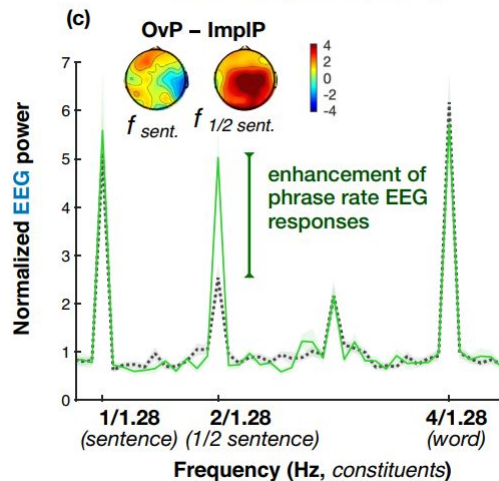 (c)
OvP – ImplP
4
2
0
-2
-4
f sent.
f 1/2 sent.
enhancement of
phrase rate EEG
responses
Normalized EEG power
7
6
5
4
3
2
1
0
1/1.28
(sentence)
2/1.28
(1/2 sentence)
4/1.28
(word)
Frequency (Hz, constituents)